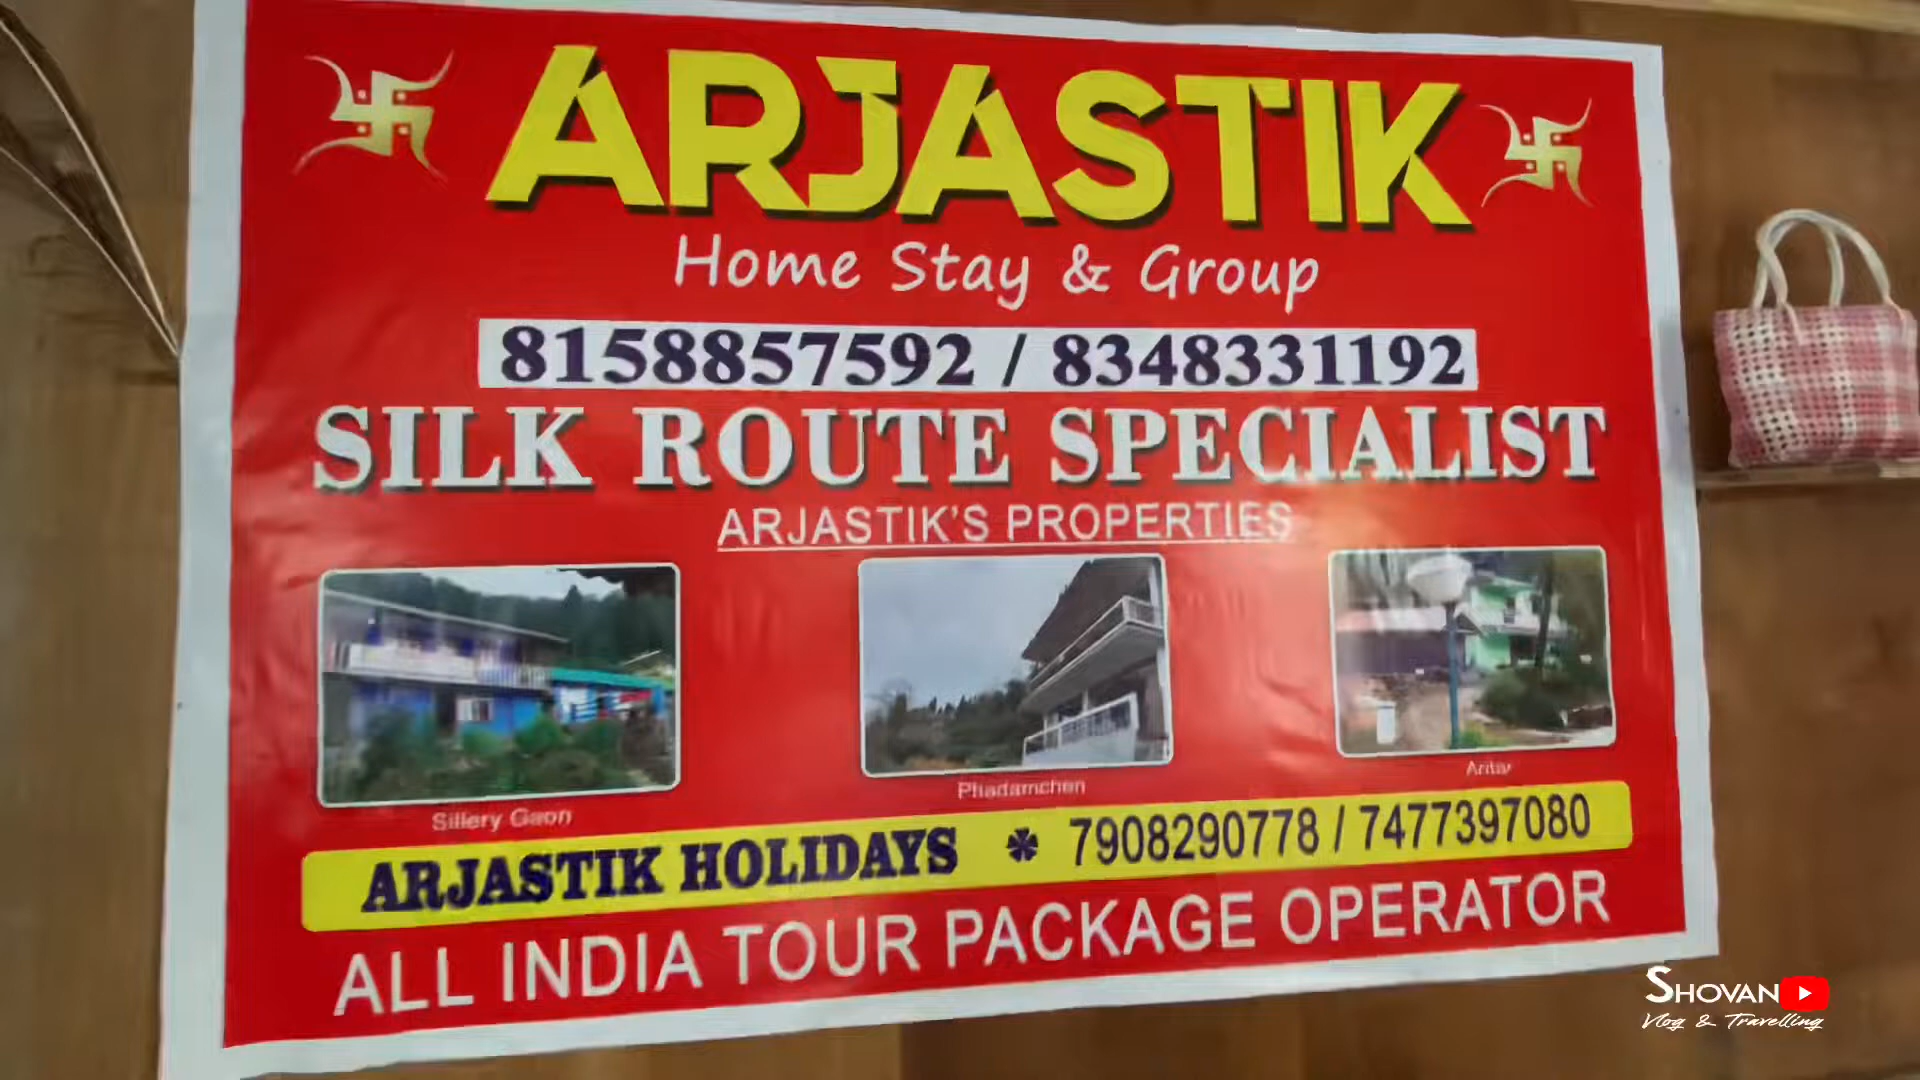 ARJASTIK
Home Stay & Group
8158857592 / 8348331192
SILK ROUTE SPECIALIST
ARJASTIK'S PROPERTIES
Sillery Gaon
Phadamchen
Aritar
ARJASTIK HOLIDAYS * 7908290778 / 7477397080
ALL INDIA TOUR PACKAGE OPERATOR
SHOVAN
Vlog & Travelling